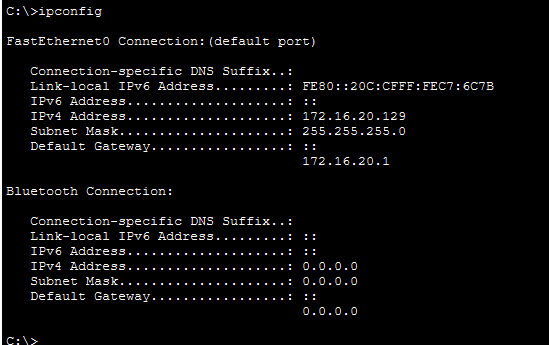 C:\>ipconfig
FastEthernet0 Connection:(default port)
Connection-specific DNS Suffix..:
Link-local IPv6 Address.........: FE80::20C:CFFF:FEC7:6C7B
IPv6 Address....................: ::
IPv4 Address....................: 172.16.20.129
Subnet Mask.....................: 255.255.255.0
Default Gateway.................: ::
172.16.20.1
Bluetooth Connection:
Connection-specific DNS Suffix..:
Link-local IPv6 Address.........: ::
IPv6 Address....................: ::
IPv4 Address....................: 0.0.0.0
Subnet Mask.....................: 0.0.0.0
Default Gateway.................: ::
0.0.0.0
C:\>